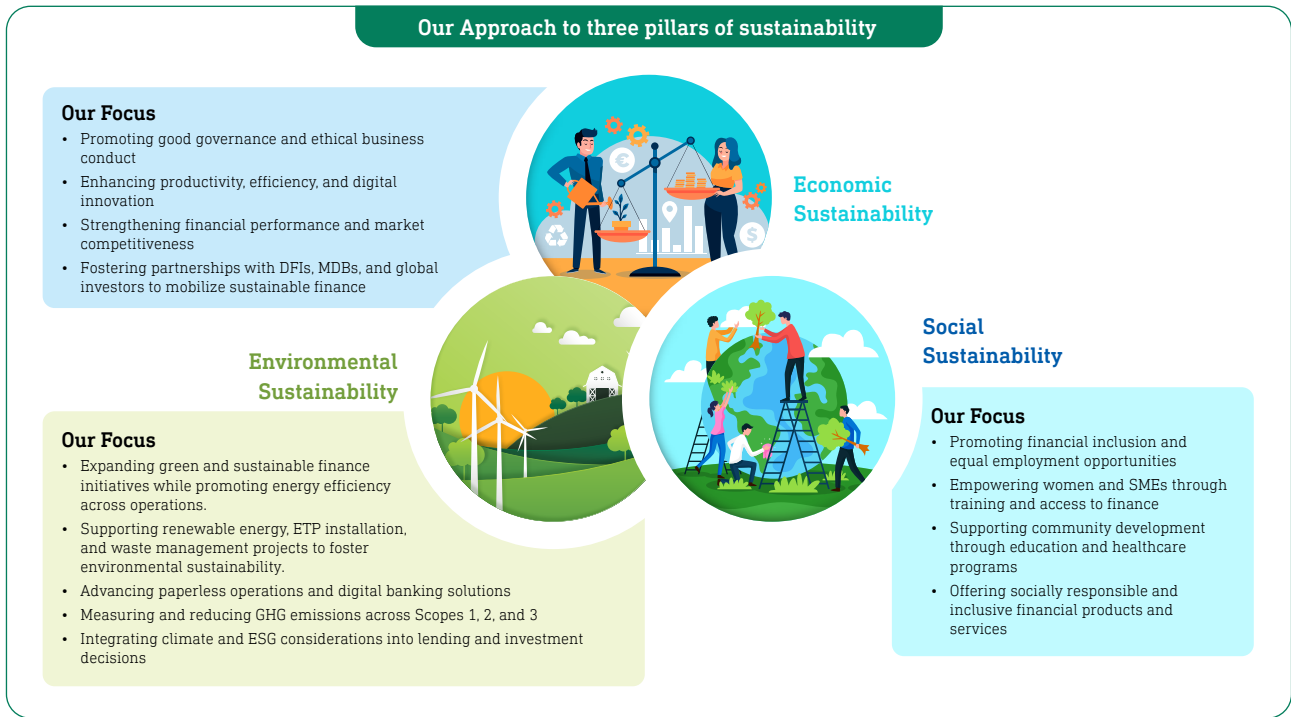 Our Approach to three pillars of sustainability
Our Focus
• Promoting good governance and ethical business
conduct
• Enhancing productivity, efficiency, and digital
innovation
• Strengthening financial performance and market
competitiveness
• Fostering partnerships with DFIs, MDBs, and global
investors to mobilize sustainable finance
€
$
Economic
Sustainability
Environmental
Sustainability
Our Focus
• Expanding green and sustainable finance
initiatives while promoting energy efficiency
across operations.
• Supporting renewable energy, ETP installation,
and waste management projects to foster
environmental sustainability.
• Advancing paperless operations and digital banking solutions
• Measuring and reducing GHG emissions across Scopes 1, 2, and 3
• Integrating climate and ESG considerations into lending and investment
decisions
Social
Sustainability
Our Focus
• Promoting financial inclusion and
equal employment opportunities
• Empowering women and SMEs through
training and access to finance
• Supporting community development
through education and healthcare
programs
• Offering socially responsible and
inclusive financial products and
services